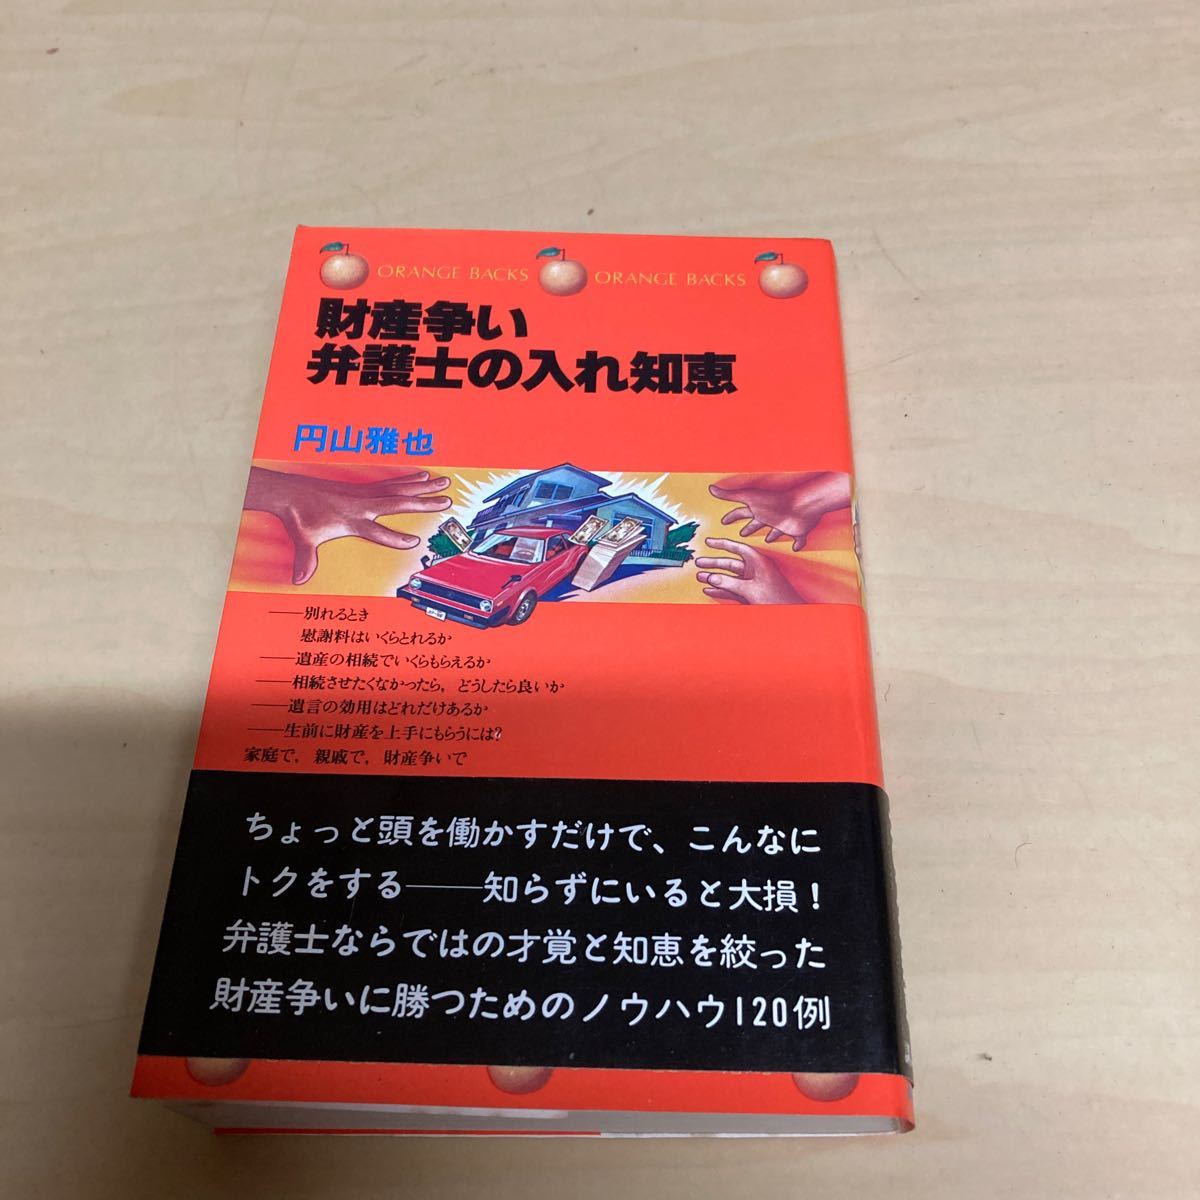 ORANGE BACKS ORANGE BACKS
財産争い
弁護士の入れ知恵
円山雅也
——別れるとき
慰謝料はいくらとれるか
——遺産の相続でいくらもらえるか
——相続させたくなかったら，どうしたら良いか
——遺言の効用はどれだけあるか
——生前に財産を上手にもらうには?
家庭で，親戚で，財産争いで
ちょっと頭を働かすだけで、こんなに
トクをする——知らずにいると大損!
弁護士ならではの才覚と知恵を絞った
財産争いに勝つためのノウハウ120例